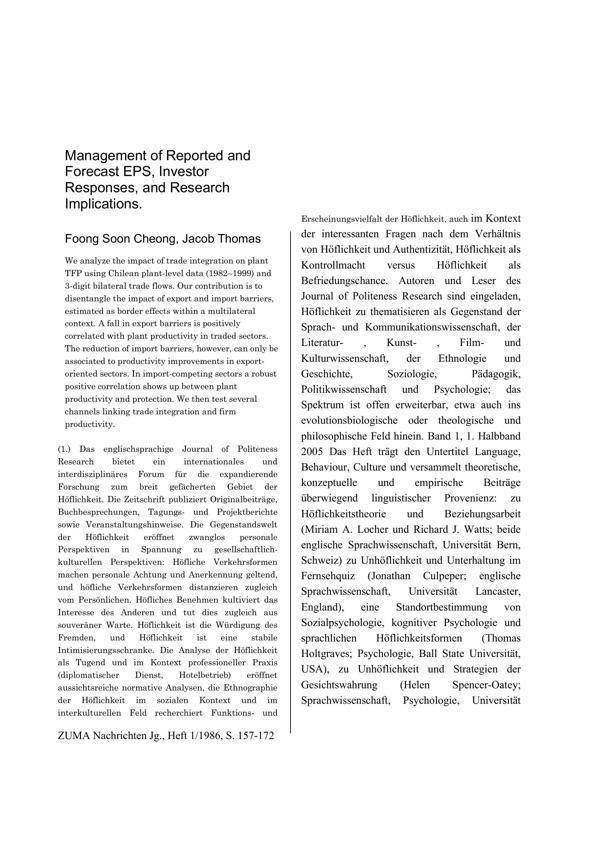 Management of Reported and
Forecast EPS, Investor
Responses, and Research
Implications.
Foong Soon Cheong, Jacob Thomas
We analyze the impact of trade integration on plant
TFP using Chilean plant-level data (1982–1999) and
3-digit bilateral trade flows. Our contribution is to
disentangle the impact of export and import barriers,
estimated as border effects within a multilateral
context. A fall in export barriers is positively
correlated with plant productivity in traded sectors.
The reduction of import barriers, however, can only be
associated to productivity improvements in export-
oriented sectors. In import-competing sectors a robust
positive correlation shows up between plant
productivity and protection. We then test several
channels linking trade integration and firm
productivity.
(1.) Das englischsprachige Journal of Politeness
Research bietet ein internationales und
interdisziplinäres Forum für die expandierende
Forschung zum breit gefächerten Gebiet der
Höflichkeit. Die Zeitschrift publiziert Originalbeiträge,
Buchbesprechungen, Tagungs- und Projektberichte
sowie Veranstaltungshinweise. Die Gegenstandswelt
der Höflichkeit eröffnet zwanglos personale
Perspektiven in Spannung zu gesellschaftlich-
kulturellen Perspektiven: Höfliche Verkehrsformen
machen personale Achtung und Anerkennung geltend,
und höfliche Verkehrsformen distanzieren zugleich
vom Persönlichen. Höfliches Benehmen kultiviert das
Interesse des Anderen und tut dies zugleich aus
souveräner Warte. Höflichkeit ist die Würdigung des
Fremden, und Höflichkeit ist eine stabile
Intimisierungsschranke. Die Analyse der Höflichkeit
als Tugend und im Kontext professioneller Praxis
(diplomatischer Dienst, Hotelbetrieb) eröffnet
aussichtsreiche normative Analysen, die Ethnographie
der Höflichkeit im sozialen Kontext und im
interkulturellen Feld recherchiert Funktions- und
ZUMA Nachrichten Jg., Heft 1/1986, S. 157-172
Erscheinungsvielfalt der Höflichkeit, auch im Kontext
der interessanten Fragen nach dem Verhältnis
von Höflichkeit und Authentizität, Höflichkeit als
Kontrollmacht versus Höflichkeit als
Befriedungschance. Autoren und Leser des
Journal of Politeness Research sind eingeladen,
Höflichkeit zu thematisieren als Gegenstand der
Sprach- und Kommunikationswissenschaft, der
Literatur- , Kunst- , Film- und
Kulturwissenschaft, der Ethnologie und
Geschichte, Soziologie, Pädagogik,
Politikwissenschaft und Psychologie; das
Spektrum ist offen erweiterbar, etwa auch ins
evolutionsbiologische oder theologische und
philosophische Feld hinein. Band 1, 1. Halbband
2005 Das Heft trägt den Untertitel Language,
Behaviour, Culture und versammelt theoretische,
konzeptuelle und empirische Beiträge
überwiegend linguistischer Provenienz: zu
Höflichkeitstheorie und Beziehungsarbeit
(Miriam A. Locher und Richard J. Watts; beide
englische Sprachwissenschaft, Universität Bern,
Schweiz) zu Unhöflichkeit und Unterhaltung im
Fernsehquiz (Jonathan Culpeper; englische
Sprachwissenschaft, Universität Lancaster,
England), eine Standortbestimmung von
Sozialpsychologie, kognitiver Psychologie und
sprachlichen Höflichkeitsformen (Thomas
Holtgraves; Psychologie, Ball State Universität,
USA), zu Unhöflichkeit und Strategien der
Gesichtswahrung (Helen Spencer-Oatey;
Sprachwissenschaft, Psychologie, Universität